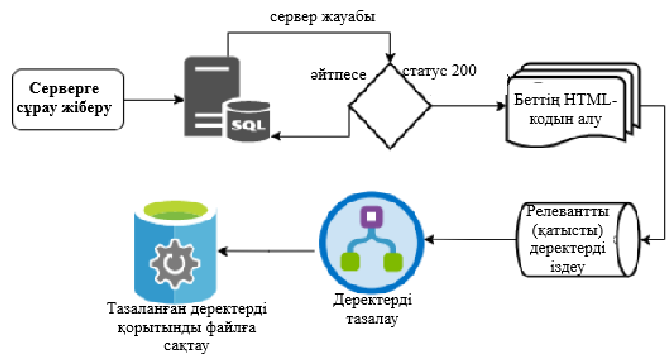 сервер жауабы
Серверге
сұрау жіберу
SQL
әйтпесе
статус 200
Беттің HTML-
кодын алу
Релевантты
(қатысты)
деректерді
іздеу
Деректерді
тазалау
Тазаланған деректерді
қорытынды файлға
сақтау